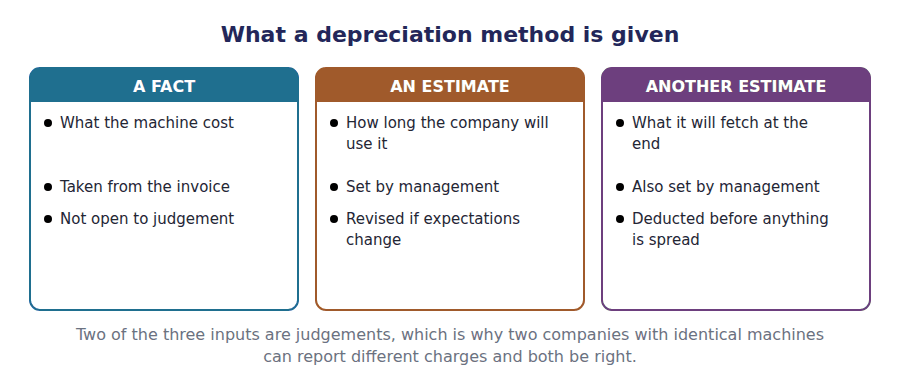 What a depreciation method is given
A FACT
What the machine cost
Taken from the invoice
Not open to judgement
AN ESTIMATE
How long the company will
use it
Set by management
Revised if expectations
change
ANOTHER ESTIMATE
What it will fetch at the
end
Also set by management
Deducted before anything
is spread
Two of the three inputs are judgements, which is why two companies with identical machines
can report different charges and both be right.